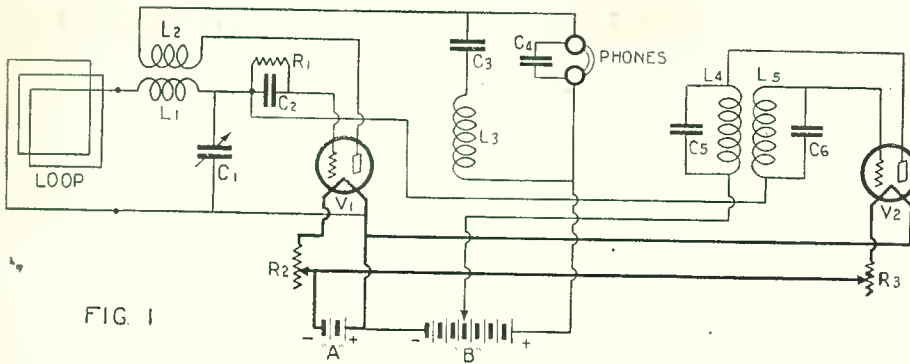 L2
L1
LOOP
C1
R1
C2
V1
C3
L3
C4
PHONES
L4
L5
C5
C6
V2
R2
R3
FIG. 1
- "A" +
- "B" +